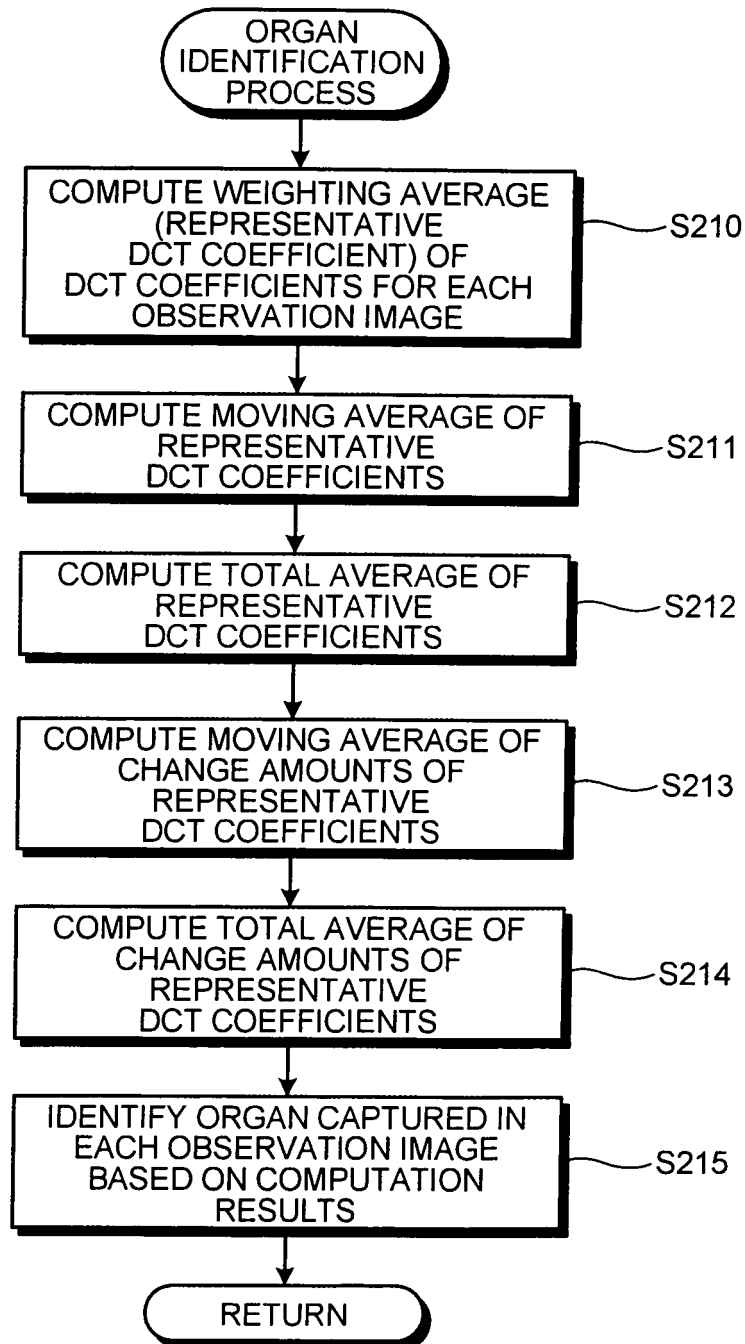 ORGAN
IDENTIFICATION
PROCESS
COMPUTE WEIGHTING AVERAGE
(REPRESENTATIVE
DCT COEFFICIENT) OF
DCT COEFFICIENTS FOR EACH
OBSERVATION IMAGE
S210
COMPUTE MOVING AVERAGE OF
REPRESENTATIVE
DCT COEFFICIENTS
S211
COMPUTE TOTAL AVERAGE OF
REPRESENTATIVE
DCT COEFFICIENTS
S212
COMPUTE MOVING AVERAGE OF
CHANGE AMOUNTS OF
REPRESENTATIVE
DCT COEFFICIENTS
S213
COMPUTE TOTAL AVERAGE OF
CHANGE AMOUNTS OF
REPRESENTATIVE
DCT COEFFICIENTS
S214
IDENTIFY ORGAN CAPTURED IN
EACH OBSERVATION IMAGE
BASED ON COMPUTATION
RESULTS
S215
RETURN